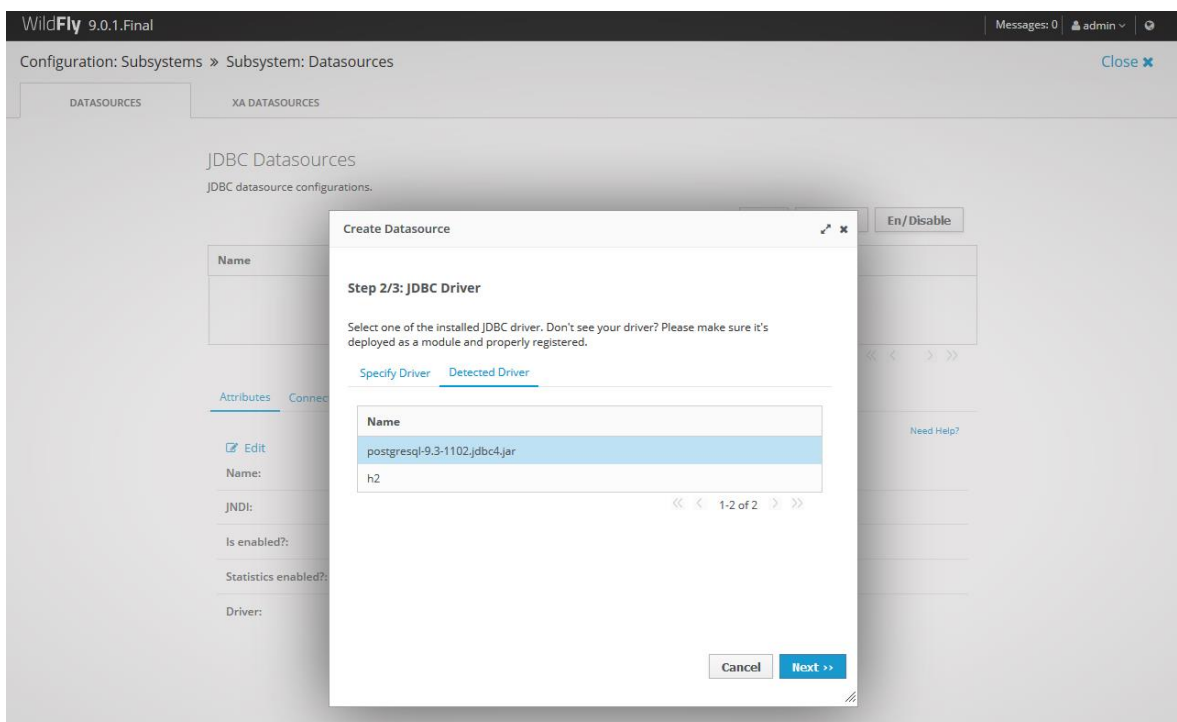 WildFly 9.0.1.Final
Messages: 0 admin
Configuration: Subsystems » Subsystem: Datasources
Close ✖
DATASOURCES
XA DATASOURCES
JDBC Datasources
JDBC datasource configurations.
En/Disable
Name
Create Datasource
Step 2/3: JDBC Driver
Select one of the installed JDBC driver. Don't see your driver? Please make sure it's
deployed as a module and properly registered.
Specify Driver Detected Driver
Name
postgresql-9.3-1102.jdbc4.jar
h2
« < 1-2 of 2 > »
Cancel
Next >>
« < > »
Attributes
Need Help?
Edit
Name:
JNDI:
Is enabled?:
Statistics enabled?:
Driver: